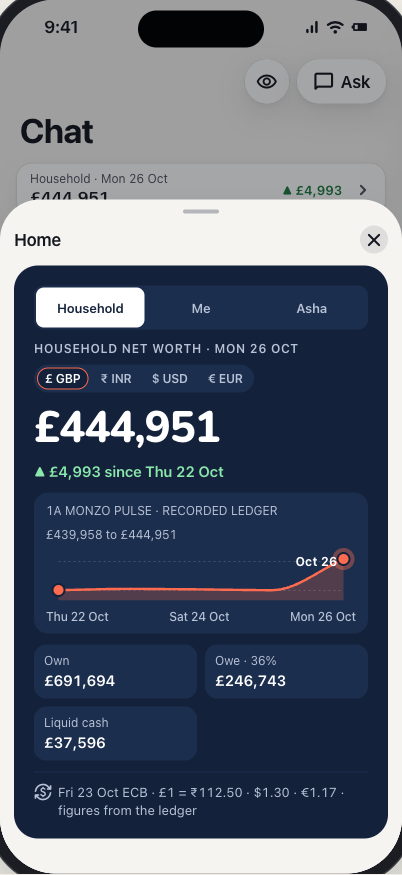 9:41
Ask
Chat
Household · Mon 26 Oct
£444,951
▲ £4,993
Home
Household Me Asha
HOUSEHOLD NET WORTH · MON 26 OCT
£ GBP ₹ INR $ USD € EUR
£444,951
▲ £4,993 since Thu 22 Oct
1A MONZO PULSE · RECORDED LEDGER
£439,958 to £444,951
Oct 26
Thu 22 Oct Sat 24 Oct Mon 26 Oct
Own
£691,694
Owe · 36%
£246,743
Liquid cash
£37,596
Fri 23 Oct ECB · £1 = ₹112.50 · $1.30 · €1.17 ·
figures from the ledger